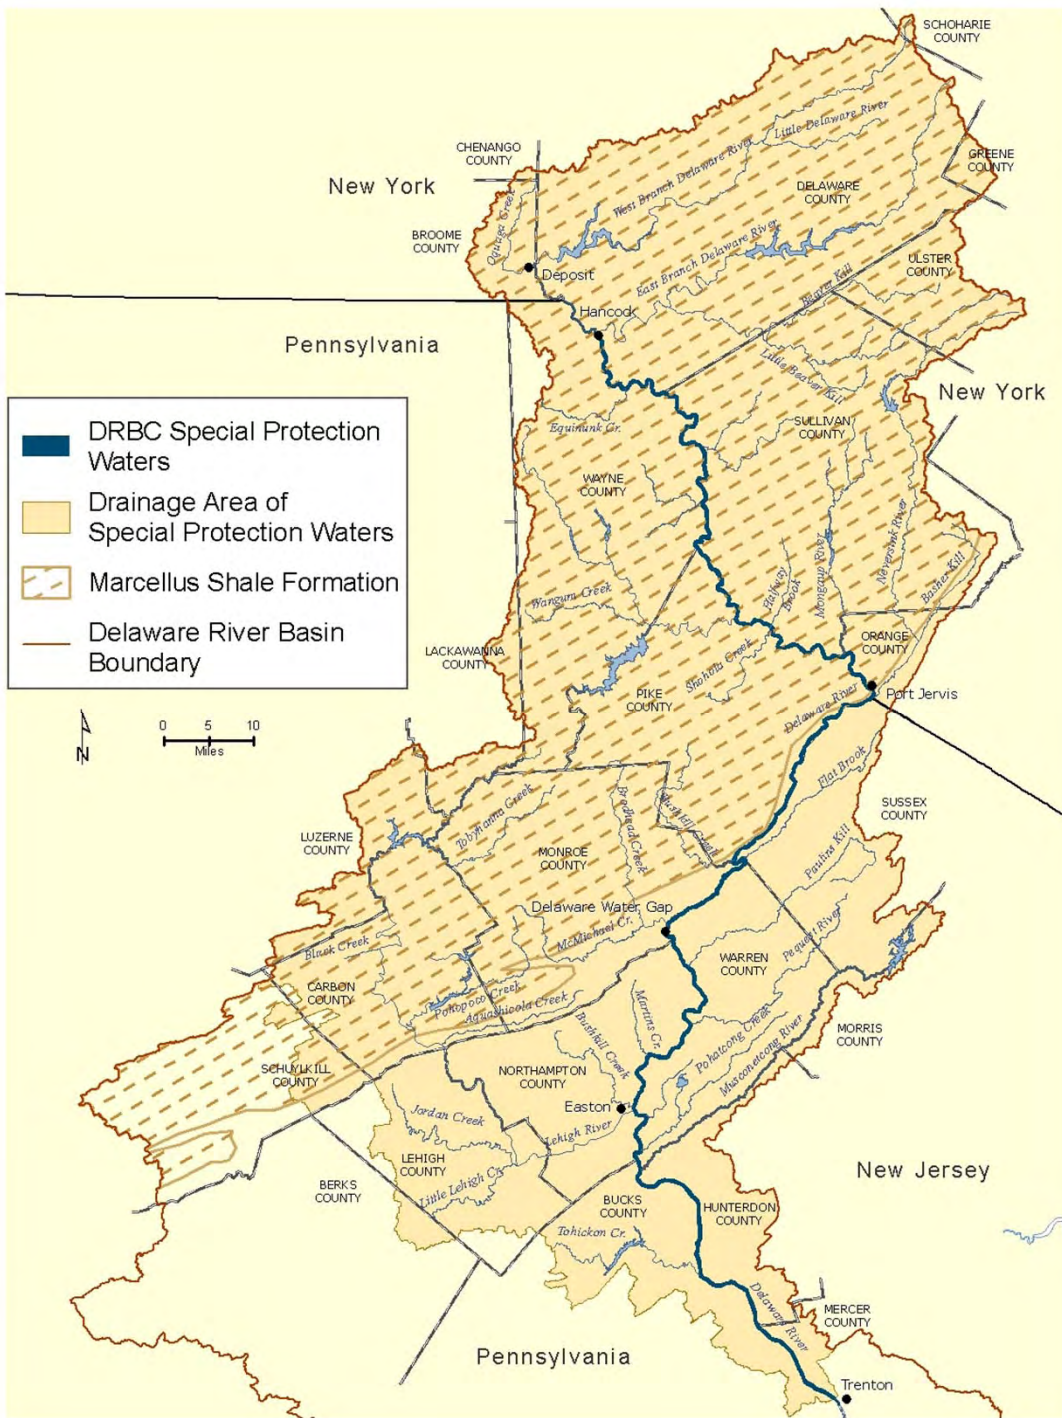 SCHOHARIE
COUNTY
Little Delaware River
CHENANGO
COUNTY
GREENE
COUNTY
New York
West Branch Delaware River
DELAWARE
COUNTY
Oquaga Creek
BROOME
COUNTY
East Branch Delaware River
ULSTER
COUNTY
Deposit
Beaver Kill
Hancock
Pennsylvania
Little Beaver Kill
New York
DRBC Special Protection
Waters
Drainage Area of
Special Protection Waters
Marcellus Shale Formation
Delaware River Basin
Boundary
Equinunk Cr.
SULLIVAN
COUNTY
WAYNE
COUNTY
Neversink River
Mongaup River
Basher Kill
Halfway
Brook
Wangum Creek
LACKAWANNA
COUNTY
ORANGE
COUNTY
Shohola Creek
PIKE
COUNTY
Port Jervis
Delaware River
N
0 5 10
Miles
Flat Brook
SUSSEX
COUNTY
Tobyhanna Creek
Brodhead Creek
Bushkill Creek
LUZERNE
COUNTY
MONROE
COUNTY
Paulins Kill
Delaware Water Gap
McMichael Cr.
Pequest River
Black Creek
WARREN
COUNTY
CARBON
COUNTY
Pohopoco Creek
Aquashicola Creek
Martins Cr.
Bushkill Creek
Pohatcong Creek
Musconetcong River
MORRIS
COUNTY
SCHUYLKILL
COUNTY
NORTHAMPTON
COUNTY
Easton
Jordan Creek
Lehigh River
LEHIGH
COUNTY
Little Lehigh Cr.
BERKS
COUNTY
New Jersey
BUCKS
COUNTY
HUNTERDON
COUNTY
Tohickon Cr.
Delaware River
MERCER
COUNTY
Pennsylvania
Trenton